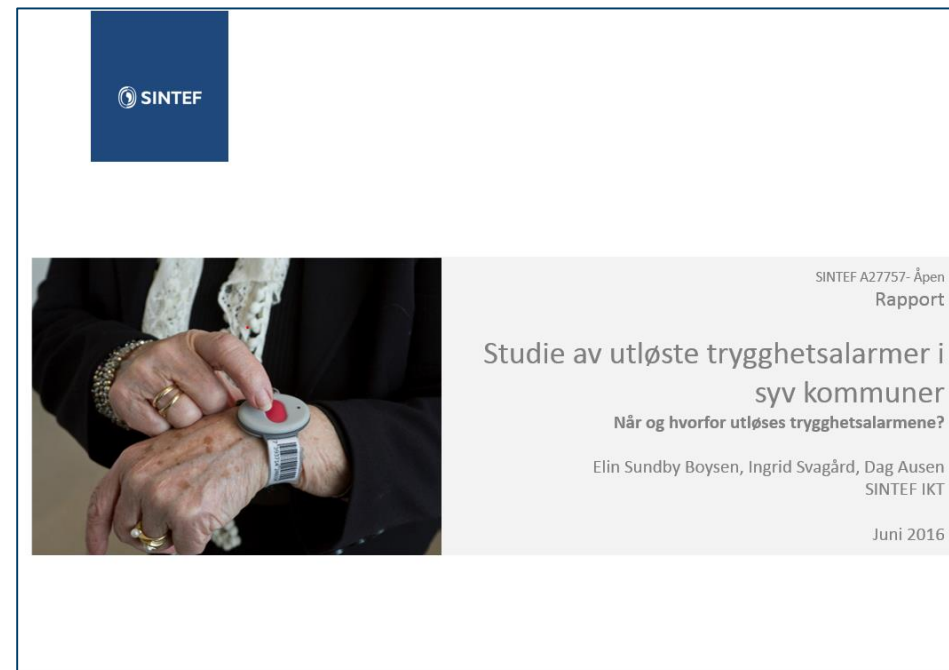 SINTEF
SINTEF A27757- Åpen
Rapport
Studie av utløste trygghetsalarmer i
syv kommuner
Når og hvorfor utløses trygghetsalarmene?
Elin Sundby Boysen, Ingrid Svagård, Dag Ausen
SINTEF IKT
Juni 2016